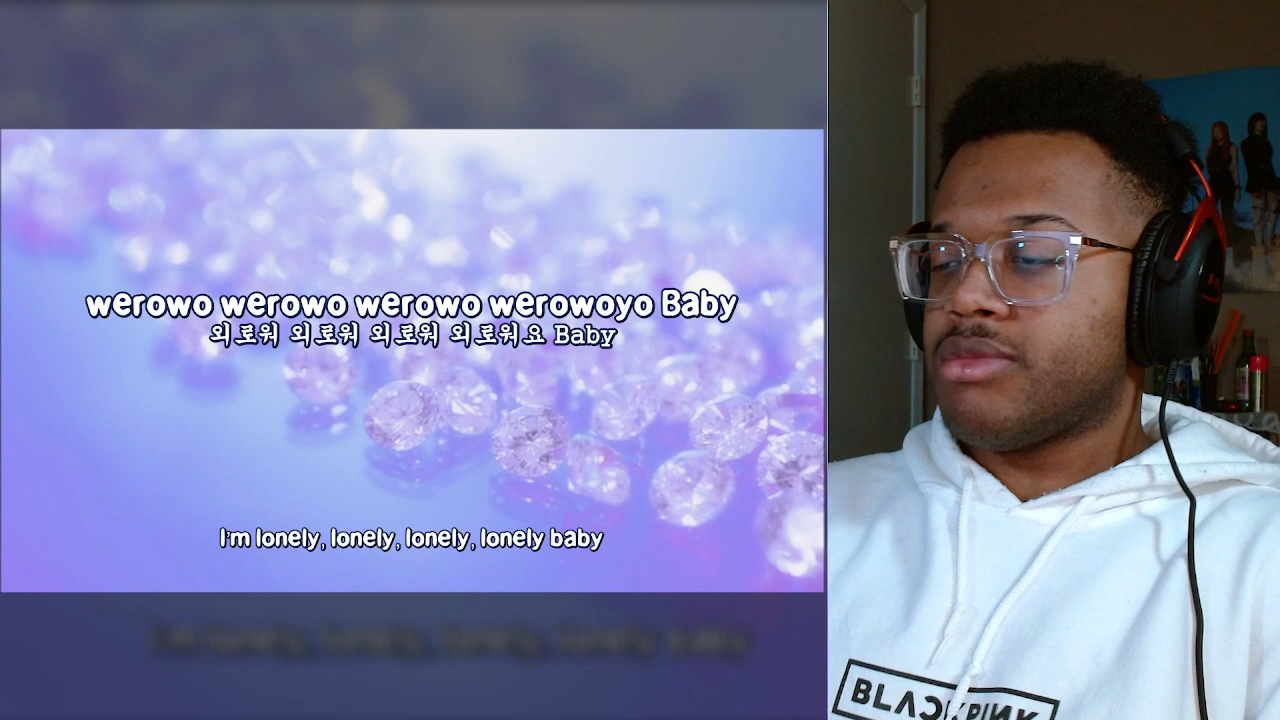 werowo werowo werowo werowoyo Baby
외로워 외로워 외로워 외로워요 Baby
I'm lonely, lonely, lonely, lonely baby
BLACKPINK